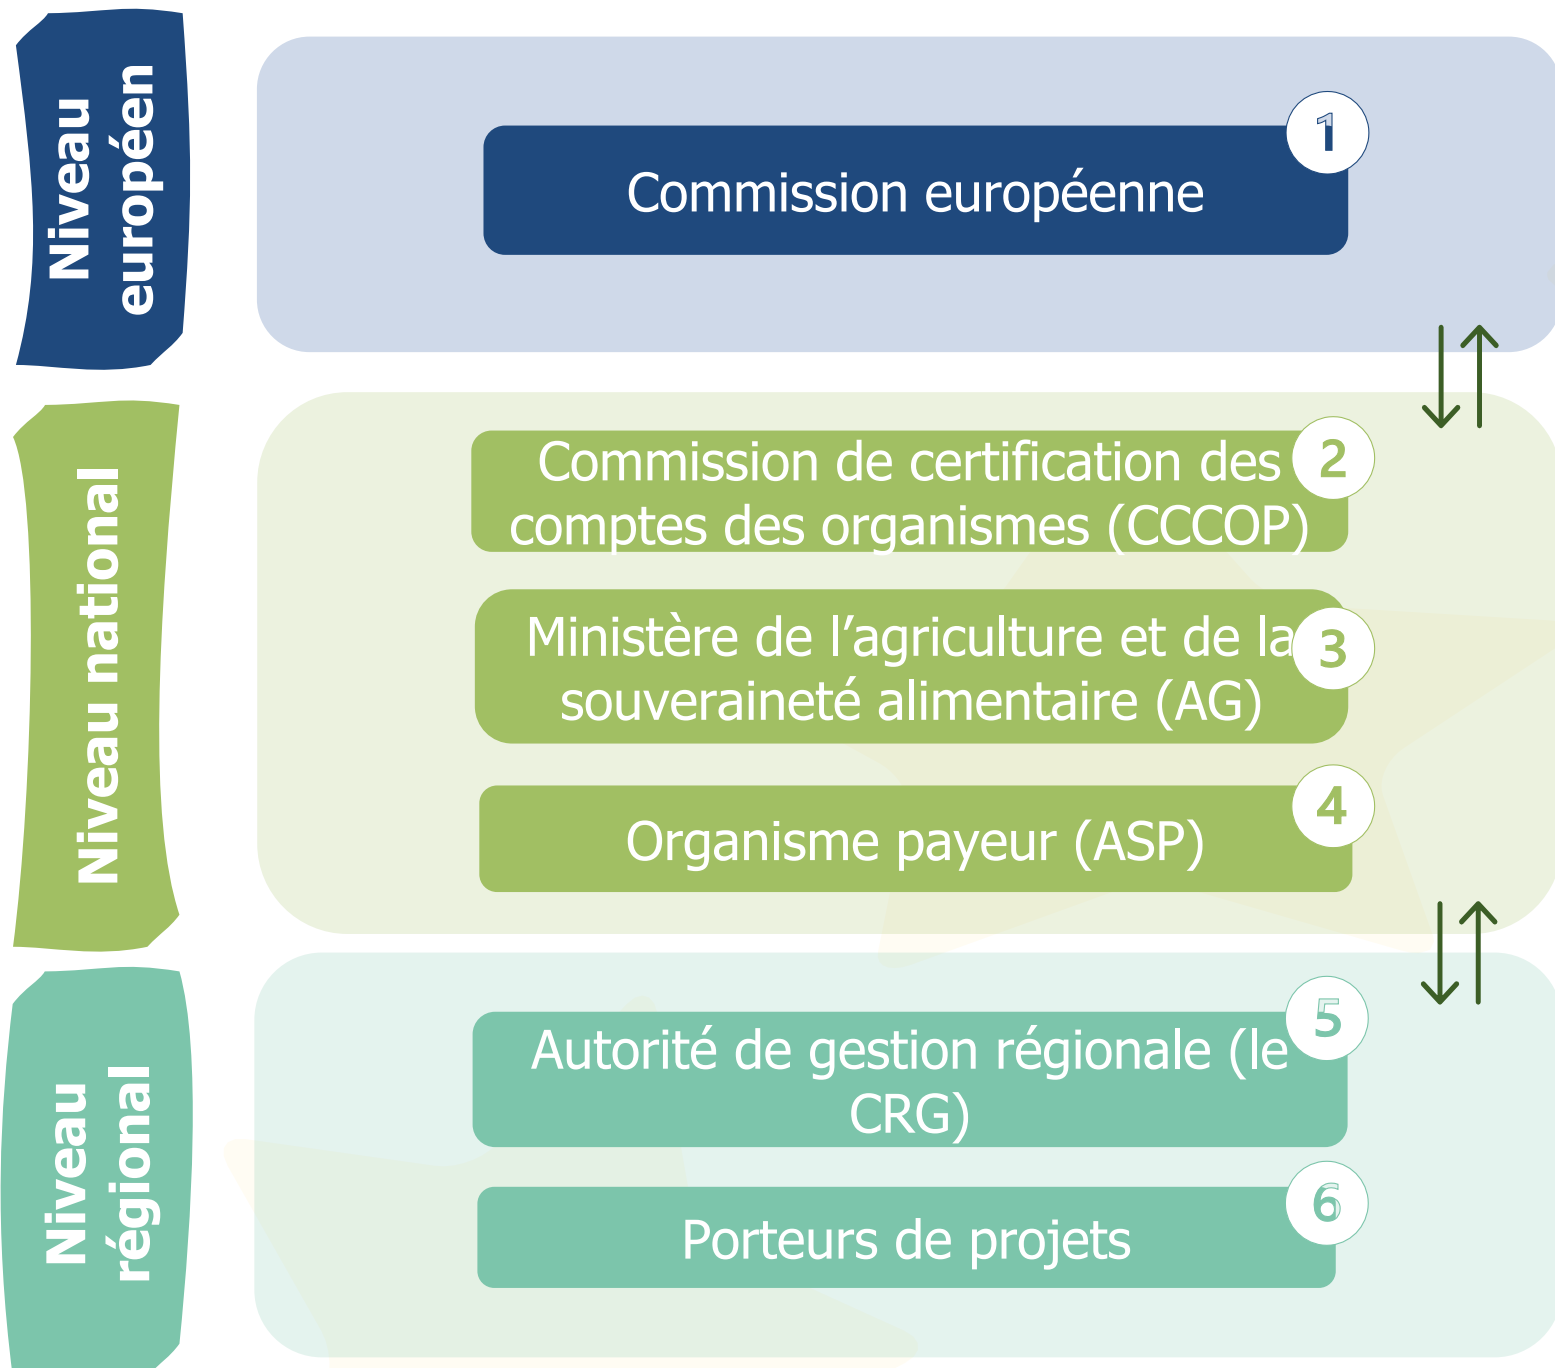 Niveau
européen
1
Commission européenne
Niveau national
2
Commission de certification des
comptes des organismes (CCCOP)
3
Ministère de l’agriculture et de la
souveraineté alimentaire (AG)
4
Organisme payeur (ASP)
Niveau
régional
5
Autorité de gestion régionale (le
CRG)
6
Porteurs de projets